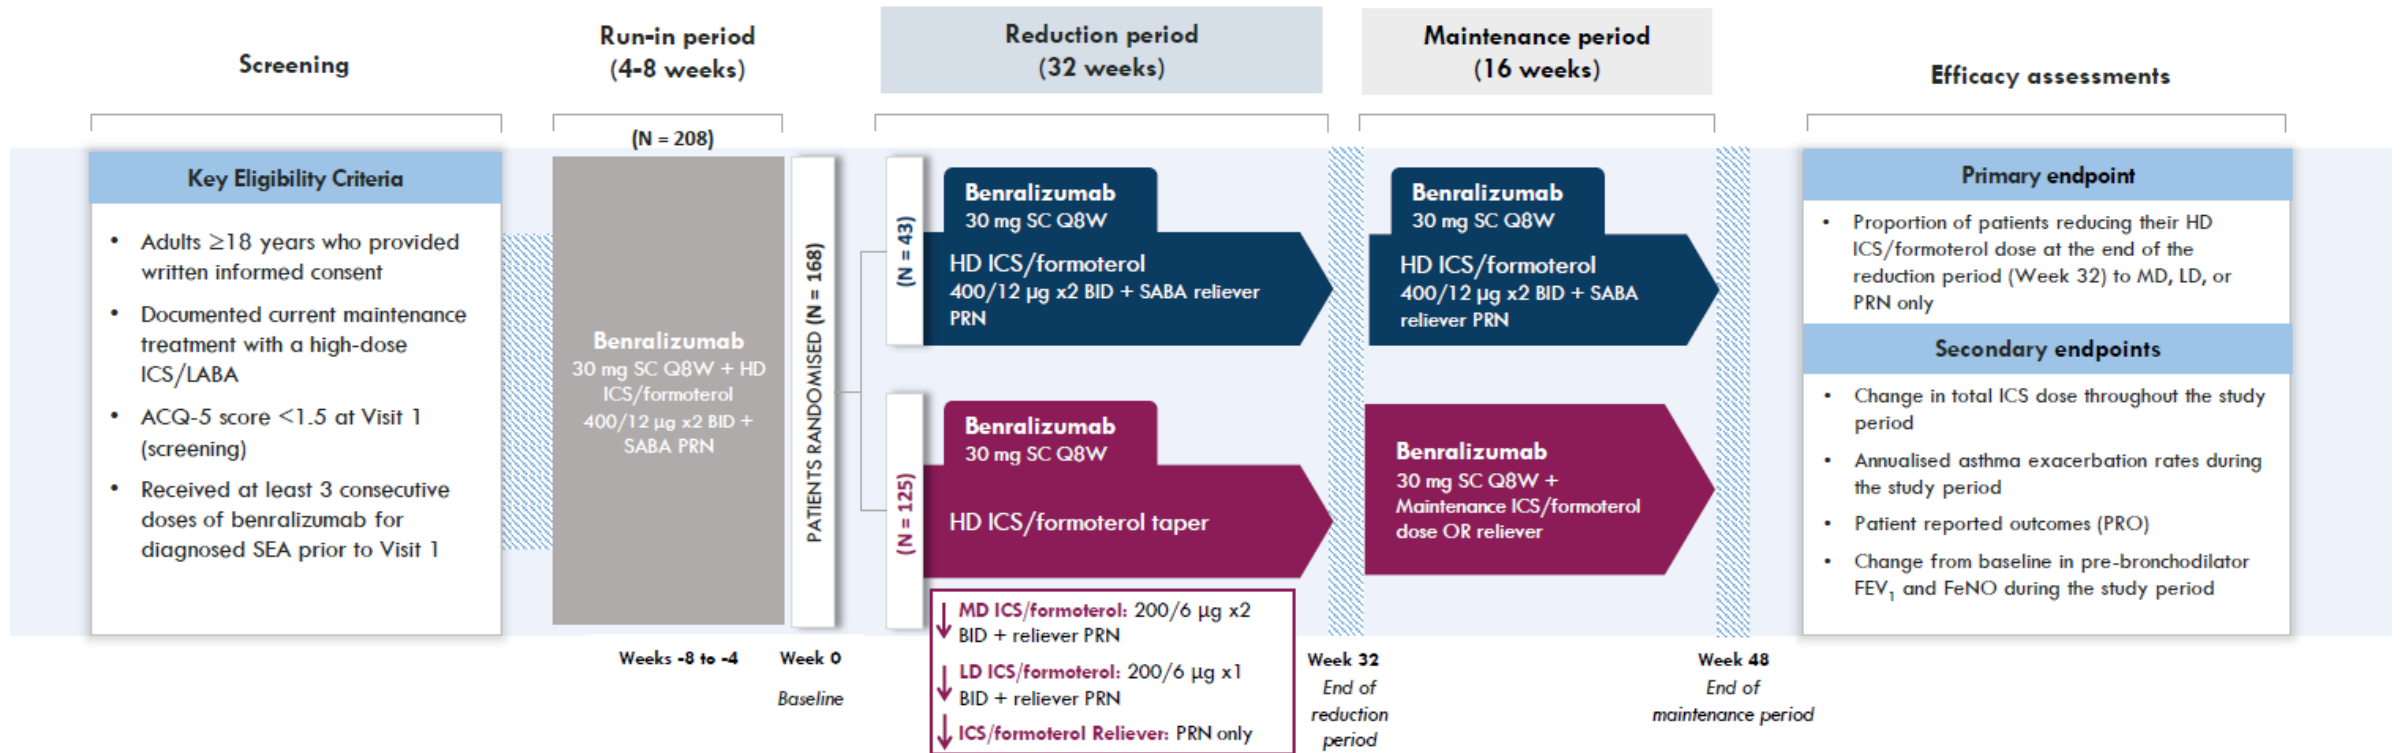 Screening
Key Eligibility Criteria
• Adults ≥18 years who provided
written informed consent
• Documented current maintenance
treatment with a high-dose
ICS/LABA
• ACQ-5 score <1.5 at Visit 1
(screening)
• Received at least 3 consecutive
doses of benralizumab for
diagnosed SEA prior to Visit 1
Run-in period
(4-8 weeks)
(N = 208)
Benralizumab
30 mg SC Q8W + HD
ICS/formoterol
400/12 µg x2 BID +
SABA PRN
Weeks -8 to -4
PATIENTS RANDOMISED (N = 168)
Week 0
Baseline
Reduction period
(32 weeks)
(N = 43)
Benralizumab
30 mg SC Q8W
HD ICS/formoterol
400/12 µg x2 BID + SABA reliever
PRN
(N = 125)
Benralizumab
30 mg SC Q8W
HD ICS/formoterol taper
MD ICS/formoterol: 200/6 µg x2
BID + reliever PRN
LD ICS/formoterol: 200/6 µg x1
BID + reliever PRN
ICS/formoterol Reliever: PRN only
Week 32
End of
reduction
period
Maintenance period
(16 weeks)
Benralizumab
30 mg SC Q8W
HD ICS/formoterol
400/12 µg x2 BID + SABA
reliever PRN
Benralizumab
30 mg SC Q8W +
Maintenance ICS/formoterol
dose OR reliever
Week 48
End of
maintenance period
Efficacy assessments
Primary endpoint
• Proportion of patients reducing their HD
ICS/formoterol dose at the end of the
reduction period (Week 32) to MD, LD, or
PRN only
Secondary endpoints
• Change in total ICS dose throughout the study
period
• Annualised asthma exacerbation rates during
the study period
• Patient reported outcomes (PRO)
• Change from baseline in pre-bronchodilator
FEV₁ and FeNO during the study period